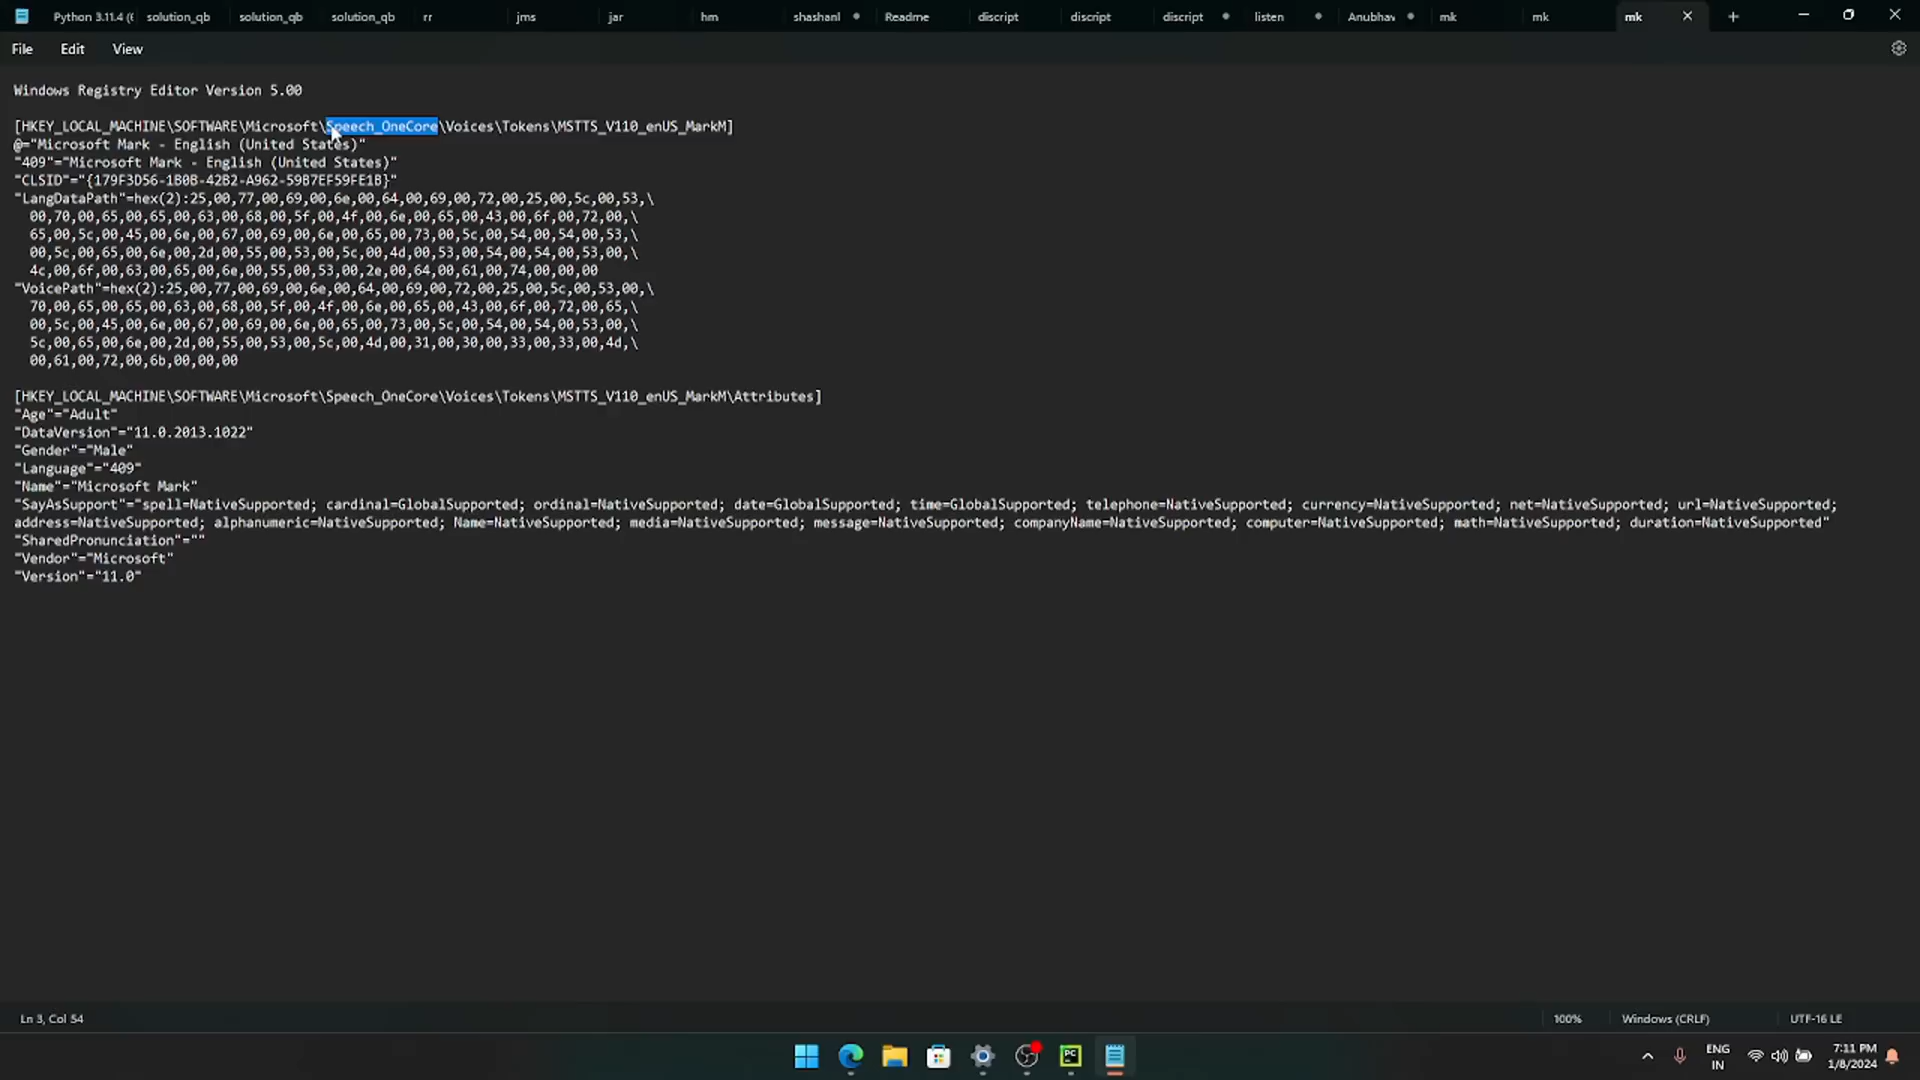 Python 3.11.4 (6 solution_qb solution_qb solution_qb rr jms jar hm shashanl Readme discript discript discript listen Anubhav mk mk mk
File Edit View
Windows Registry Editor Version 5.00
[HKEY_LOCAL_MACHINE\SOFTWARE\Microsoft\Speech_OneCore\Voices\Tokens\MSTTS_V110_enUS_MarkM]
@="Microsoft Mark - English (United States)"
"409"="Microsoft Mark - English (United States)"
"CLSID"="{179F3D56-1B0B-42B2-A962-59B7EF59FE1B}"
"LangDataPath"=hex(2):25,00,77,00,69,00,6e,00,64,00,69,00,72,00,25,00,5c,00,53,\
00,70,00,65,00,65,00,63,00,68,00,5f,00,4f,00,6e,00,65,00,43,00,6f,00,72,00,\
65,00,5c,00,45,00,6e,00,67,00,69,00,6e,00,65,00,73,00,5c,00,54,00,54,00,53,\
00,5c,00,65,00,6e,00,2d,00,55,00,53,00,5c,00,4d,00,53,00,54,00,54,00,53,00,\
4c,00,6f,00,63,00,65,00,6e,00,55,00,53,00,2e,00,64,00,61,00,74,00,00,00
"VoicePath"=hex(2):25,00,77,00,69,00,6e,00,64,00,69,00,72,00,25,00,5c,00,53,00,\
70,00,65,00,65,00,63,00,68,00,5f,00,4f,00,6e,00,65,00,43,00,6f,00,72,00,65,\
00,5c,00,45,00,6e,00,67,00,69,00,6e,00,65,00,73,00,5c,00,54,00,54,00,53,00,\
5c,00,65,00,6e,00,2d,00,55,00,53,00,5c,00,4d,00,31,00,30,00,33,00,33,00,4d,\
00,61,00,72,00,6b,00,00,00
[HKEY_LOCAL_MACHINE\SOFTWARE\Microsoft\Speech_OneCore\Voices\Tokens\MSTTS_V110_enUS_MarkM\Attributes]
"Age"="Adult"
"DataVersion"="11.0.2013.1022"
"Gender"="Male"
"Language"="409"
"Name"="Microsoft Mark"
"SayAsSupport"="spell=NativeSupported; cardinal=GlobalSupported; ordinal=NativeSupported; date=GlobalSupported; time=GlobalSupported; telephone=NativeSupported; currency=NativeSupported; net=NativeSupported; url=NativeSupported;
address=NativeSupported; alphanumeric=NativeSupported; Name=NativeSupported; media=NativeSupported; message=NativeSupported; companyName=NativeSupported; computer=NativeSupported; math=NativeSupported; duration=NativeSupported"
"SharedPronunciation"=""
"Vendor"="Microsoft"
"Version"="11.0"
Ln 3, Col 54 100% Windows (CRLF) UTF-16 LE
PC
ENG 7:11 PM
IN 1/8/2024